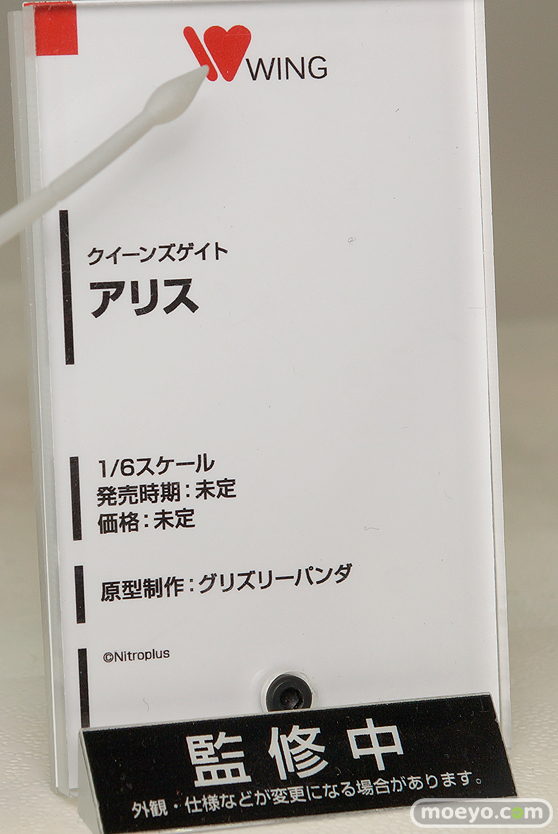 WING
クイーンズゲイト
アリス
1/6スケール
発売時期：未定
価格：未定
原型制作：グリズリーパンダ
©Nitroplus
監修中
外観・仕様などが変更になる場合があります。
moeyo.com